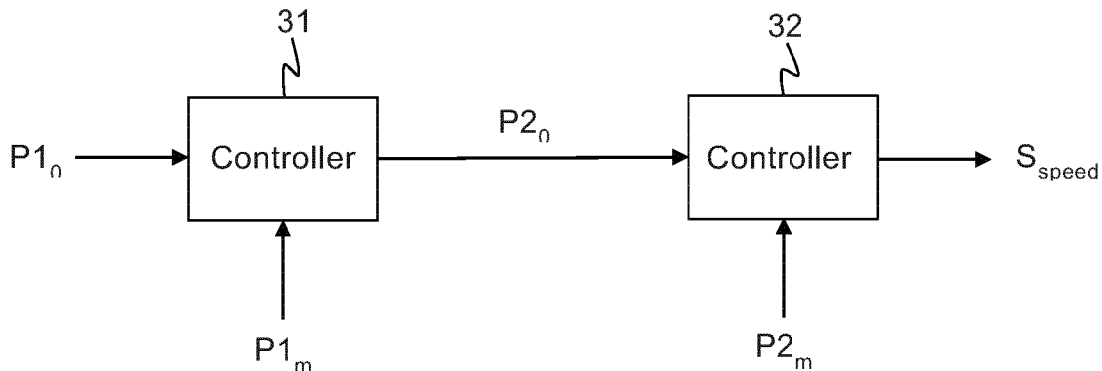 31
32
P1₀
Controller
P2₀
Controller
S_speed
P1ₘ
P2ₘ